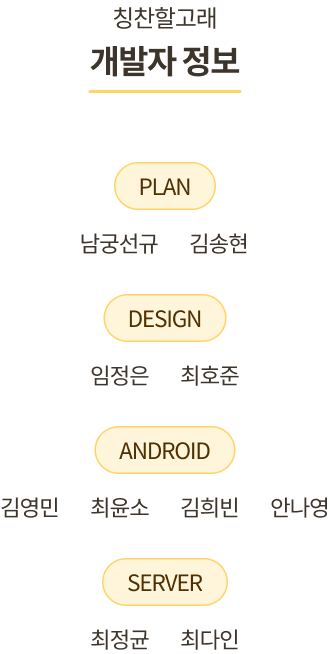 칭찬할고래
개발자 정보
PLAN
남궁선규 김송현
DESIGN
임정은 최호준
ANDROID
김영민 최윤소 김희빈 안나영
SERVER
최정균 최다인